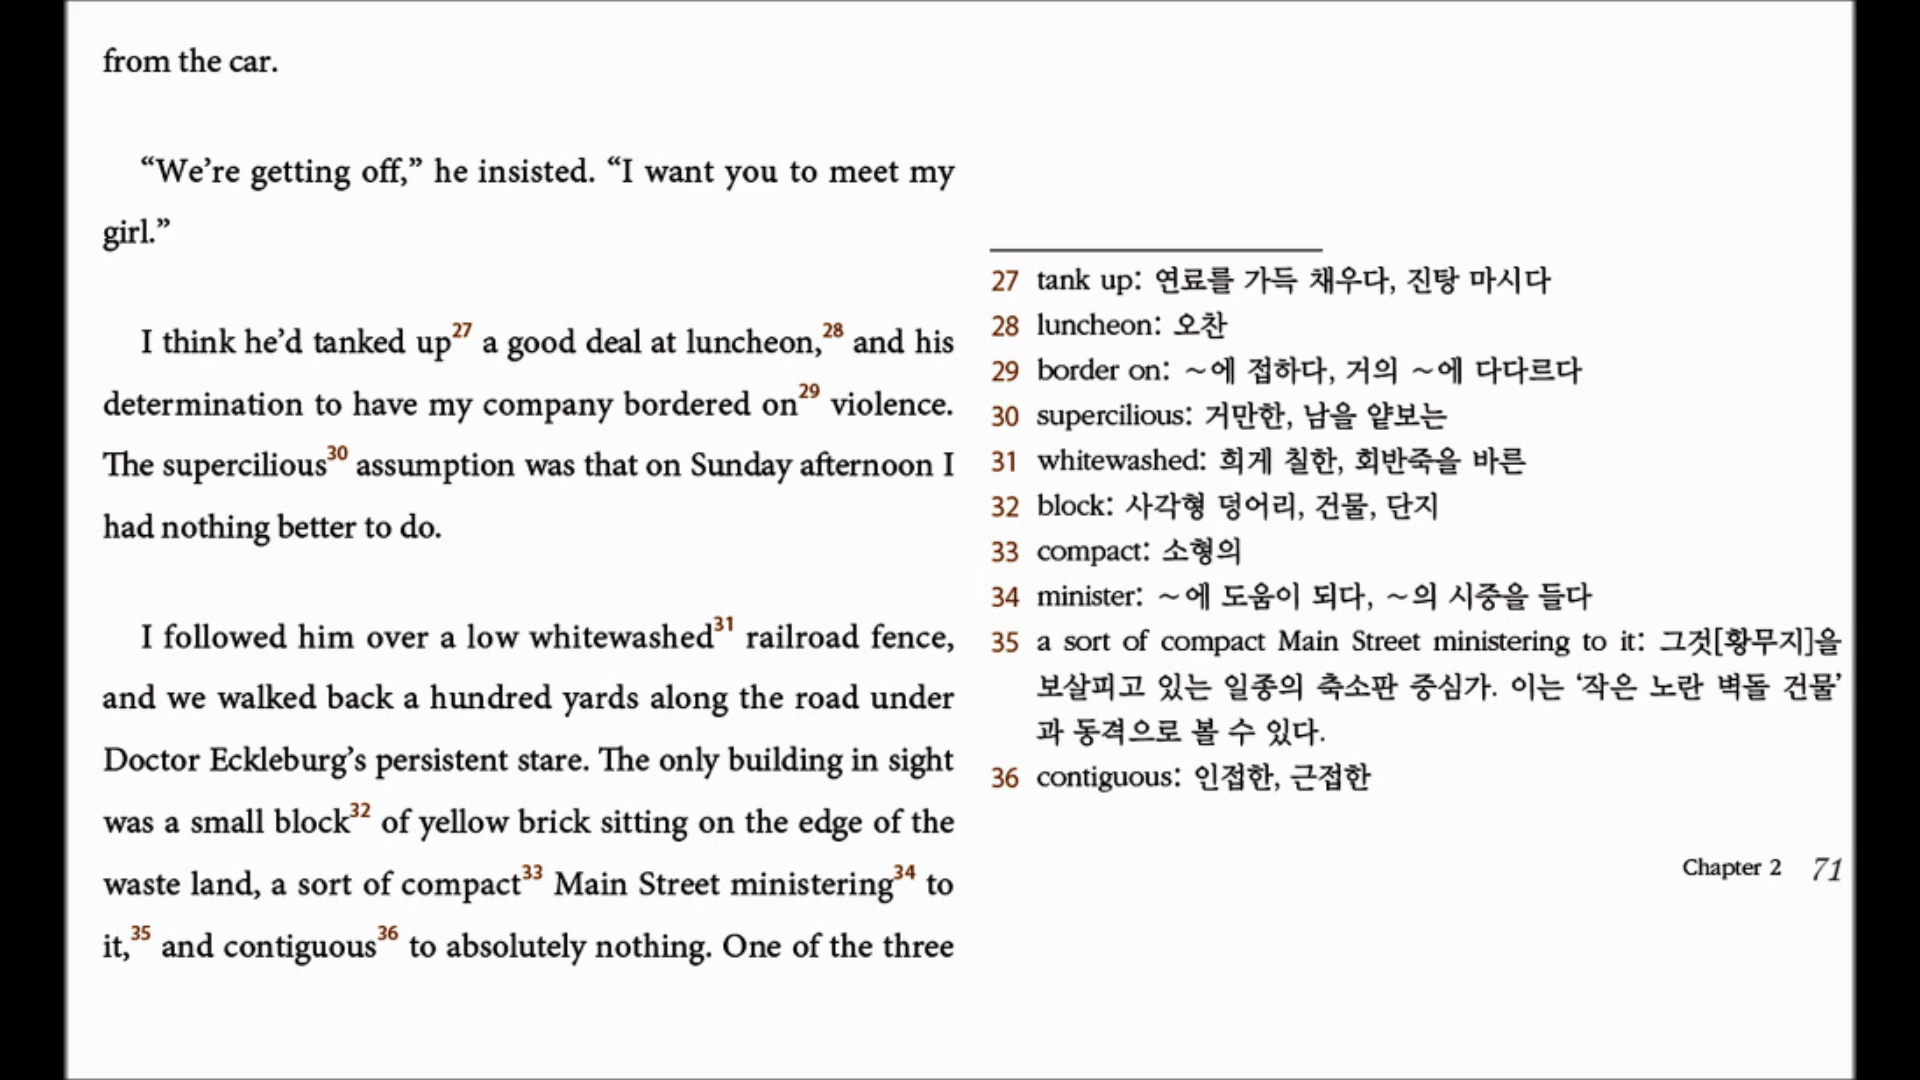 from the car.
“We’re getting off,” he insisted. “I want you to meet my
girl.”
I think he’d tanked up27 a good deal at luncheon,28 and his
determination to have my company bordered on29 violence.
The supercilious30 assumption was that on Sunday afternoon I
had nothing better to do.
I followed him over a low whitewashed31 railroad fence,
and we walked back a hundred yards along the road under
Doctor Eckleburg’s persistent stare. The only building in sight
was a small block32 of yellow brick sitting on the edge of the
waste land, a sort of compact33 Main Street ministering34 to
it,35 and contiguous36 to absolutely nothing. One of the three
27 tank up: 연료를 가득 채우다, 진탕 마시다
28 luncheon: 오찬
29 border on: ~에 접하다, 거의 ~에 다다르다
30 supercilious: 거만한, 남을 얕보는
31 whitewashed: 희게 칠한, 회반죽을 바른
32 block: 사각형 덩어리, 건물, 단지
33 compact: 소형의
34 minister: ~에 도움이 되다, ~의 시중을 들다
35 a sort of compact Main Street ministering to it: 그것[황무지]을
보살피고 있는 일종의 축소판 중심가. 이는 ‘작은 노란 벽돌 건물’
과 동격으로 볼 수 있다.
36 contiguous: 인접한, 근접한
Chapter 2 71